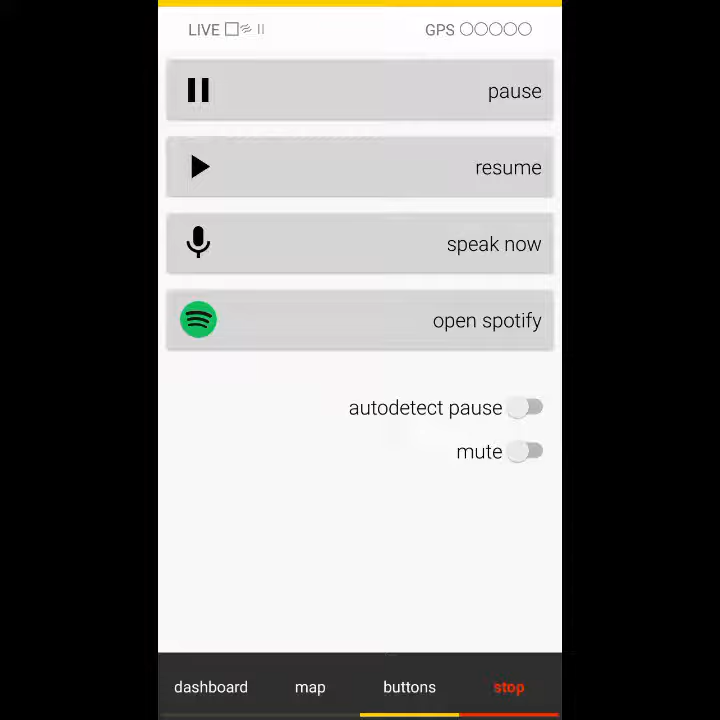 LIVE GPS
pause
resume
speak now
open spotify
autodetect pause
mute
dashboard map buttons stop